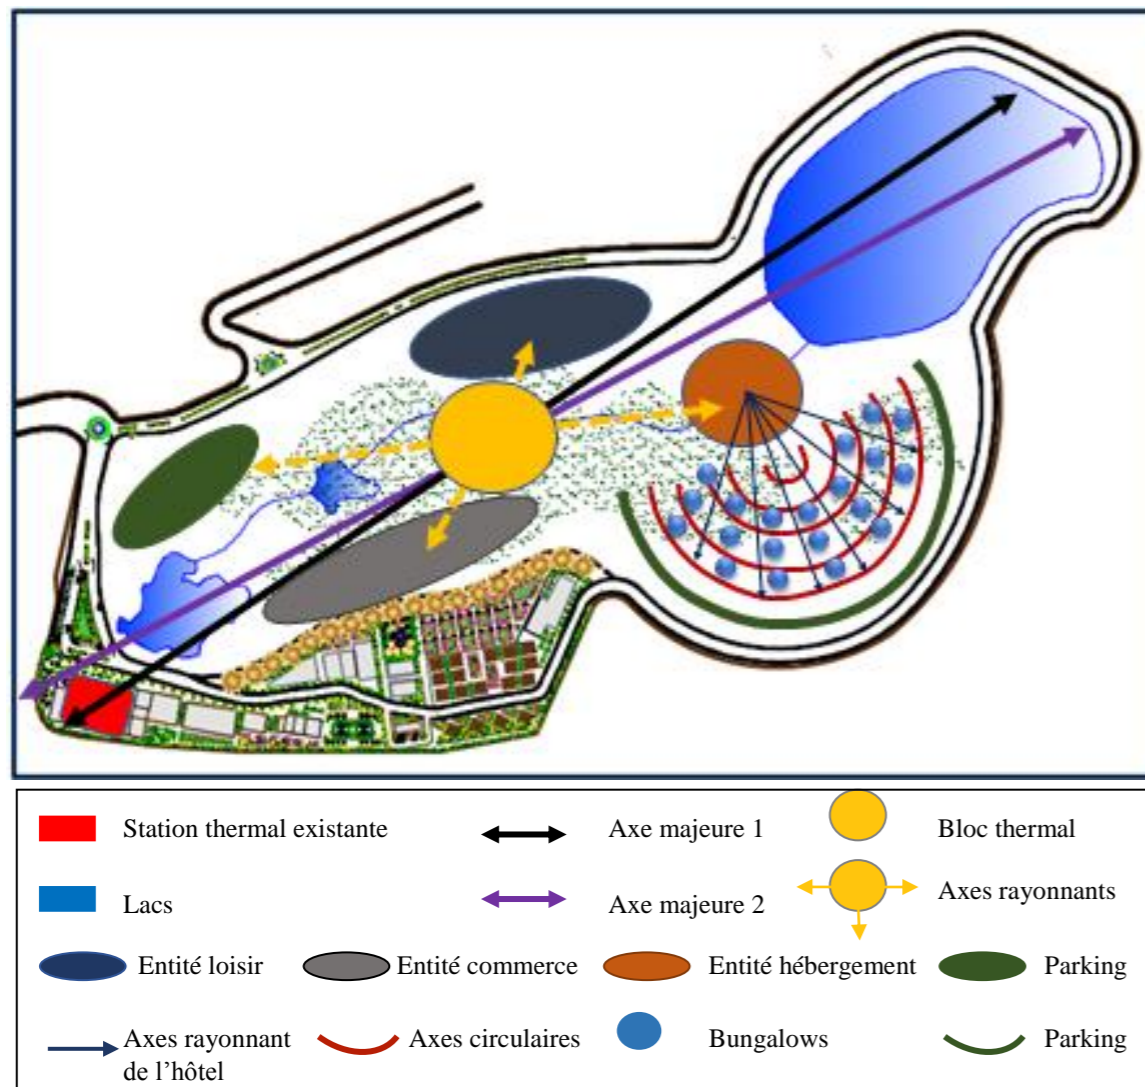 Station thermal existante
Axe majeure 1
Bloc thermal
Lacs
Axe majeure 2
Axes rayonnants
Entité loisir
Entité commerce
Entité hébergement
Parking
Axes rayonnant
de l’hôtel
Axes circulaires
Bungalows
Parking